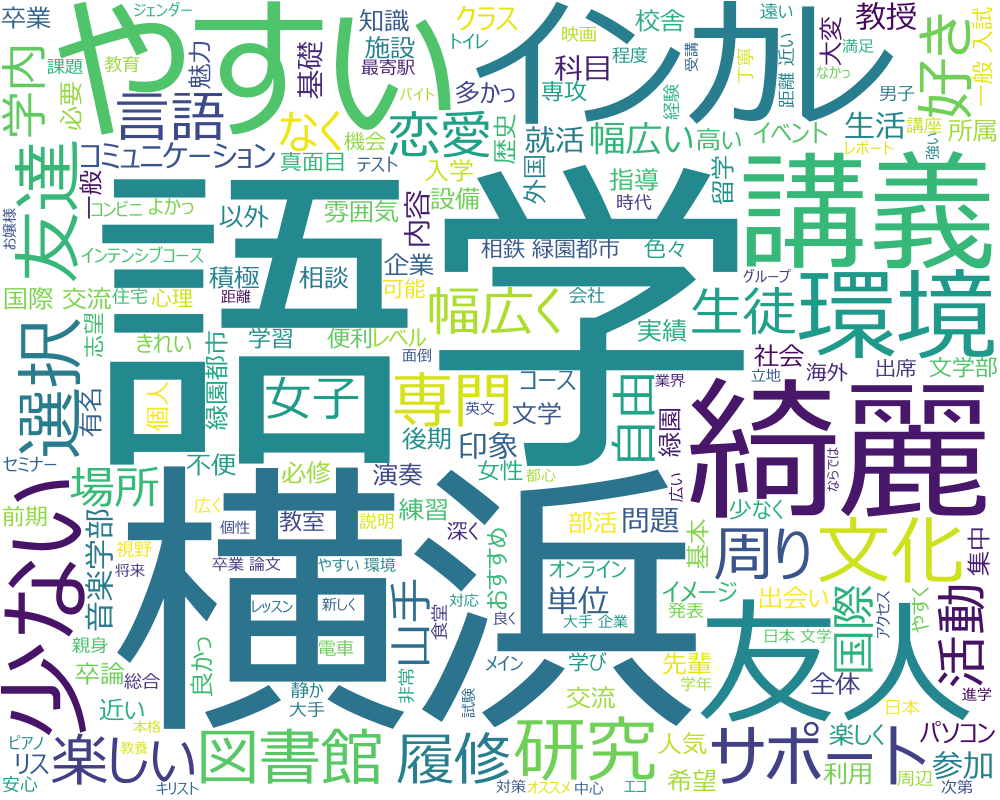 卒業
ジェンダー
やすい
知識
クラス
校舎
遠い
教授
好き
一般 入試
学内
課題
教育
魅力
施設
トイレ
映画
程度
受講
丁寧
距離 近い
大変
満足
インカレ
必要
言語
基礎
最寄駅
バイト
多かっ
科目
専攻
経験
なかっ
男子
友達
なく
機会
恋愛
歴史
就活
幅広い
高い
イベント
生活
講座
所属
コミュニケーション
真面目
テスト
入学
外国
指導
留学
レポート
強い
一般
コンビニ
よかっ
以外
雰囲気
設備
内容
時代
講義
お嬢様
インテンシブコース
積極
相談
企業
相鉄 緑園都市
色々
グループ
国際 交流
住宅
心理
距離
可能
幅広く
会社
生徒
環境
選択
志望
きれい
緑園都市
学習
便利
レベル
実績
語学
有名
個人
女子
面倒
専門
コース
業界
社会
立地
海外
出席
文学部
英文
文学
自由
緑園
綺麗
セミナー
不便
後期
印象
女性
都心
広い
ならでは
少ない
前期
場所
必修
演奏
練習
部活
問題
少なく
周り
文化
集中
音楽学部
視野
広く
個性
教室
説明
深く
おすすめ
オンライン
基本
イメージ
出会い
国際
活動
将来
卒業 論文
やすい 環境
山手
食堂
対応
単位
発表
アクセス
やすく
横浜
レッスン
新しく
良く
大手 企業
日本 文学
友人
親身
卒論
総合
良かっ
電車
静か
大手
非常
メイン
試験
学び
先輩
学年
全体
進学
近い
本格
交流
日本
ピアノ
リス
楽しい
教養
図書館
履修
研究
人気
サポート
楽しく
パソコン
安心
キリスト
対策
オススメ
中心
エコ
希望
利用
周辺
参加
次第